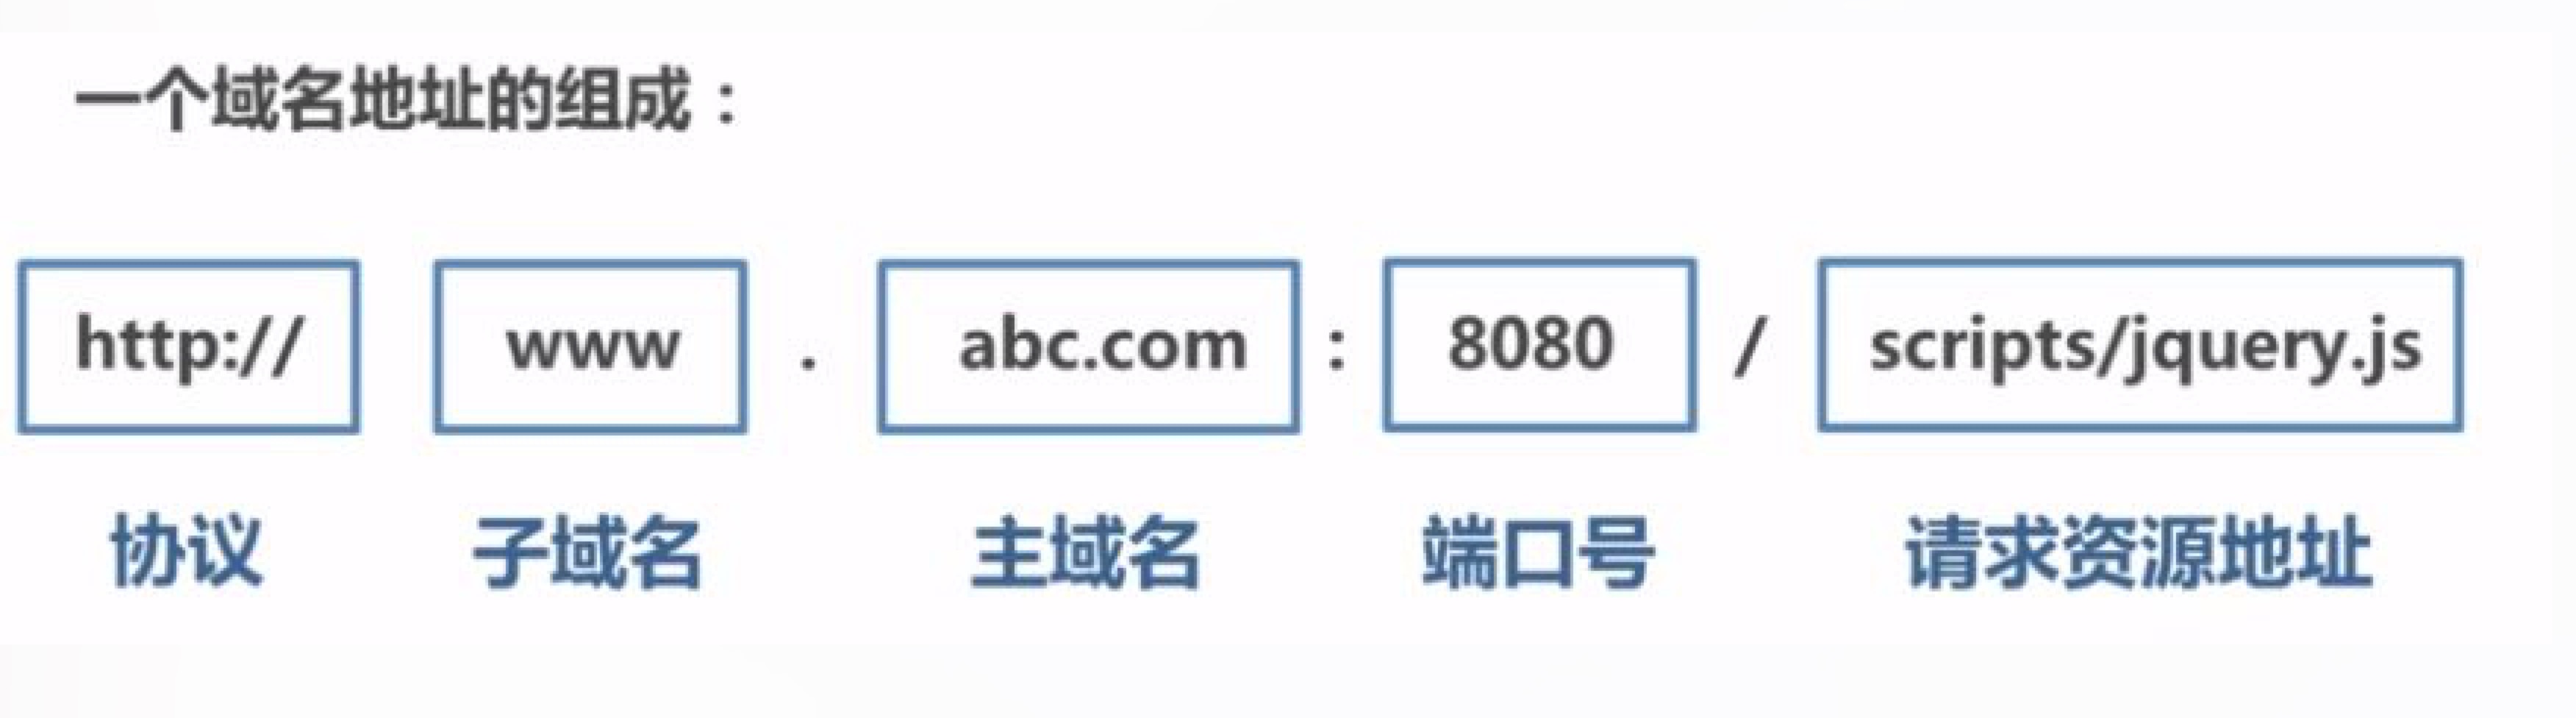 一个域名地址的组成：
http:// www . abc.com : 8080 / scripts/jquery.js
协议 子域名 主域名 端口号 请求资源地址